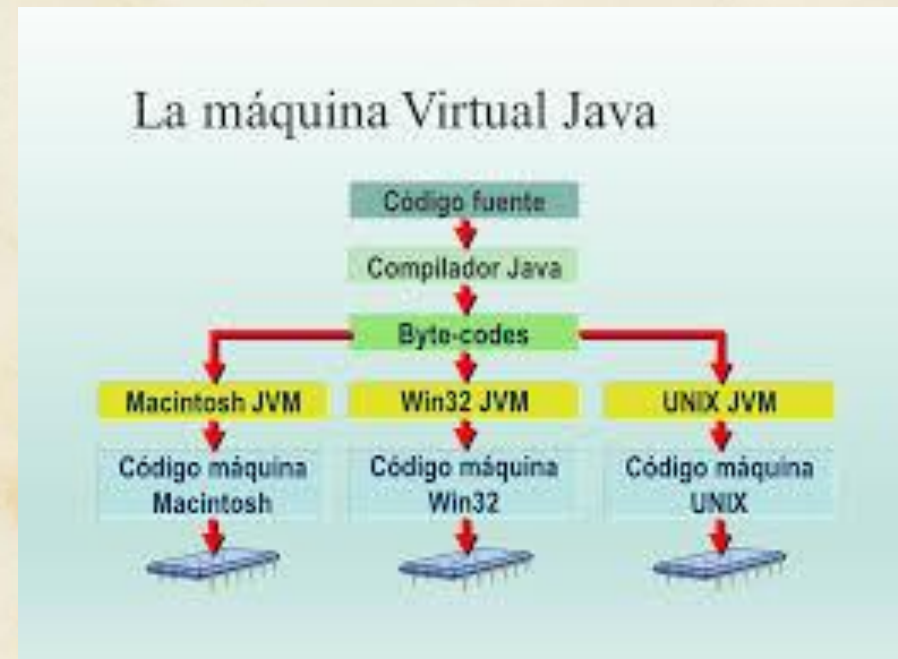 La máquina Virtual Java
Código fuente
Compilador Java
Byte-codes
Macintosh JVM
Win32 JVM
UNIX JVM
Código máquina
Macintosh
Código máquina
Win32
Código máquina
UNIX